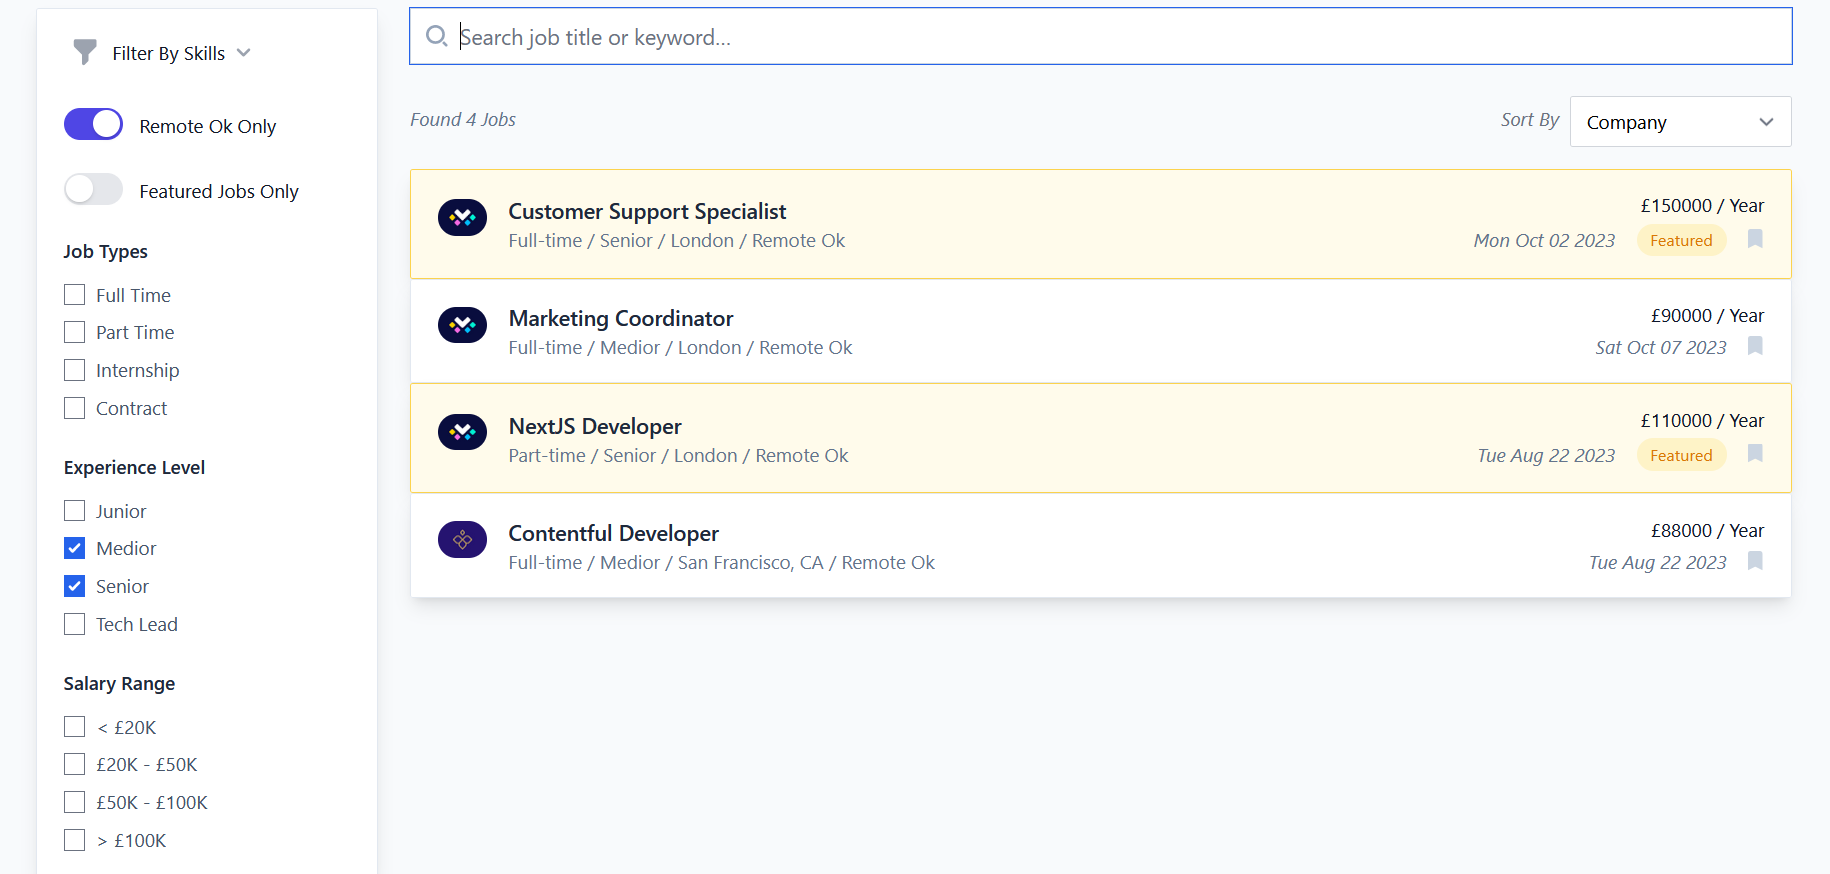 Filter By Skills
Remote Ok Only
Featured Jobs Only
Job Types
Full Time
Part Time
Internship
Contract
Experience Level
Junior
Medior
Senior
Tech Lead
Salary Range
< £20K
£20K - £50K
£50K - £100K
> £100K
Search job title or keyword...
Found 4 Jobs
Sort By Company
Customer Support Specialist
£150000 / Year
Full-time / Senior / London / Remote Ok
Mon Oct 02 2023 Featured
Marketing Coordinator
£90000 / Year
Full-time / Medior / London / Remote Ok
Sat Oct 07 2023
NextJS Developer
£110000 / Year
Part-time / Senior / London / Remote Ok
Tue Aug 22 2023 Featured
Contentful Developer
£88000 / Year
Full-time / Medior / San Francisco, CA / Remote Ok
Tue Aug 22 2023